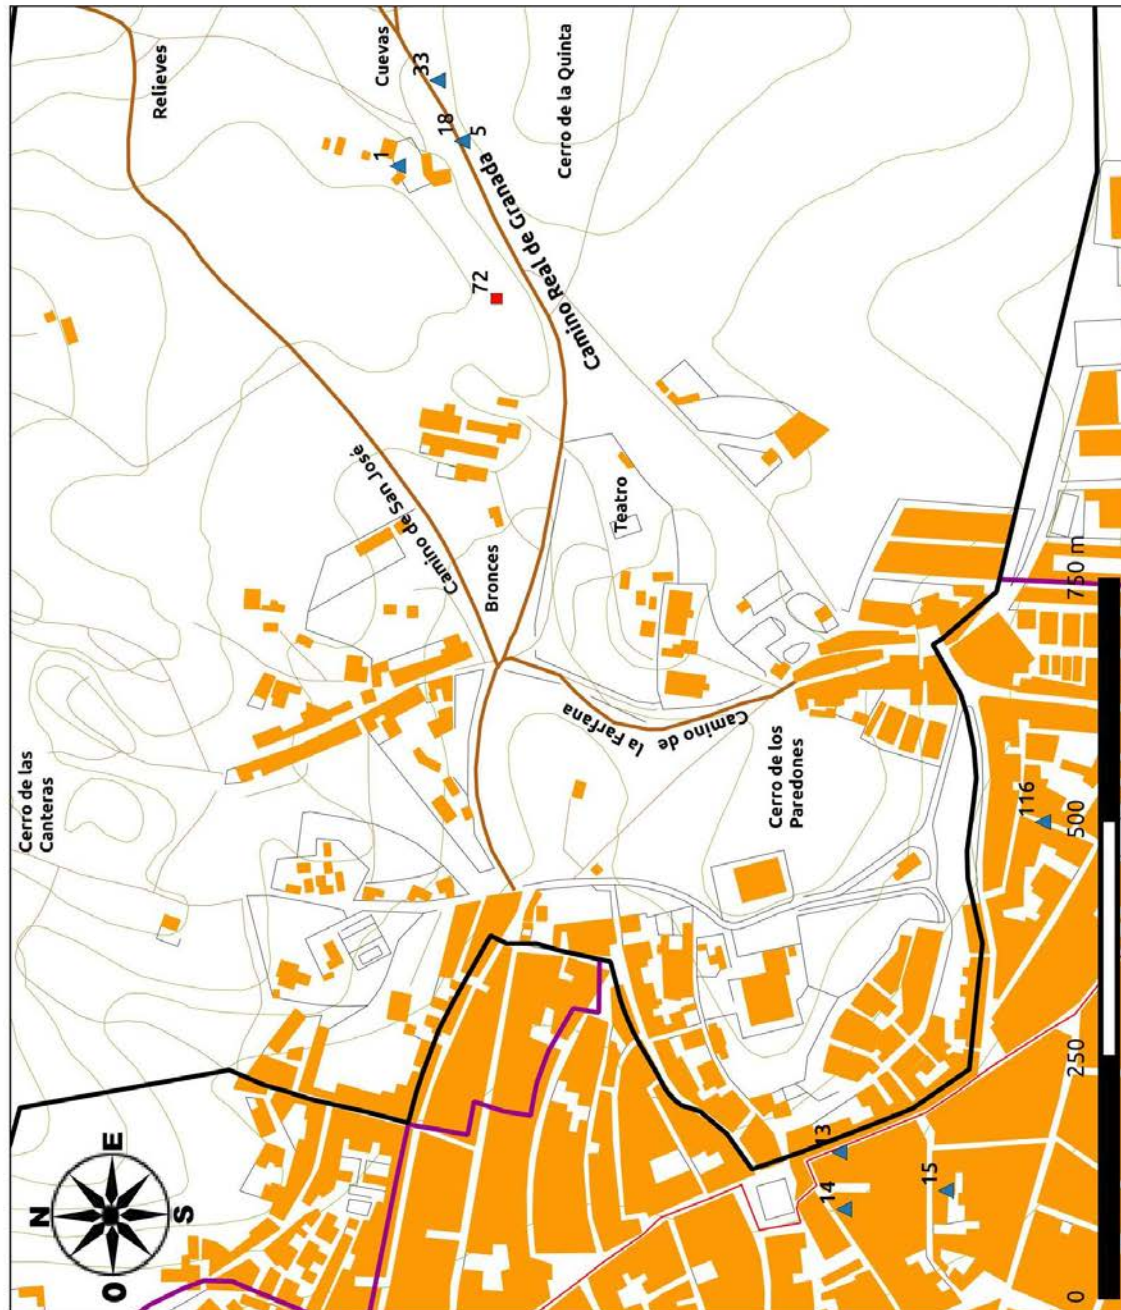 N
O
E
S
Cerro de las
Canteras
Relieves
Camino de San José
Cuevas
1
33
18
5
72
Bronces
Camino Real de Granada
Cerro de la Quinta
Teatro
Camino de
la Farfana
Cerro de los
Paredones
14
13
15
116
0
250
500
750 m